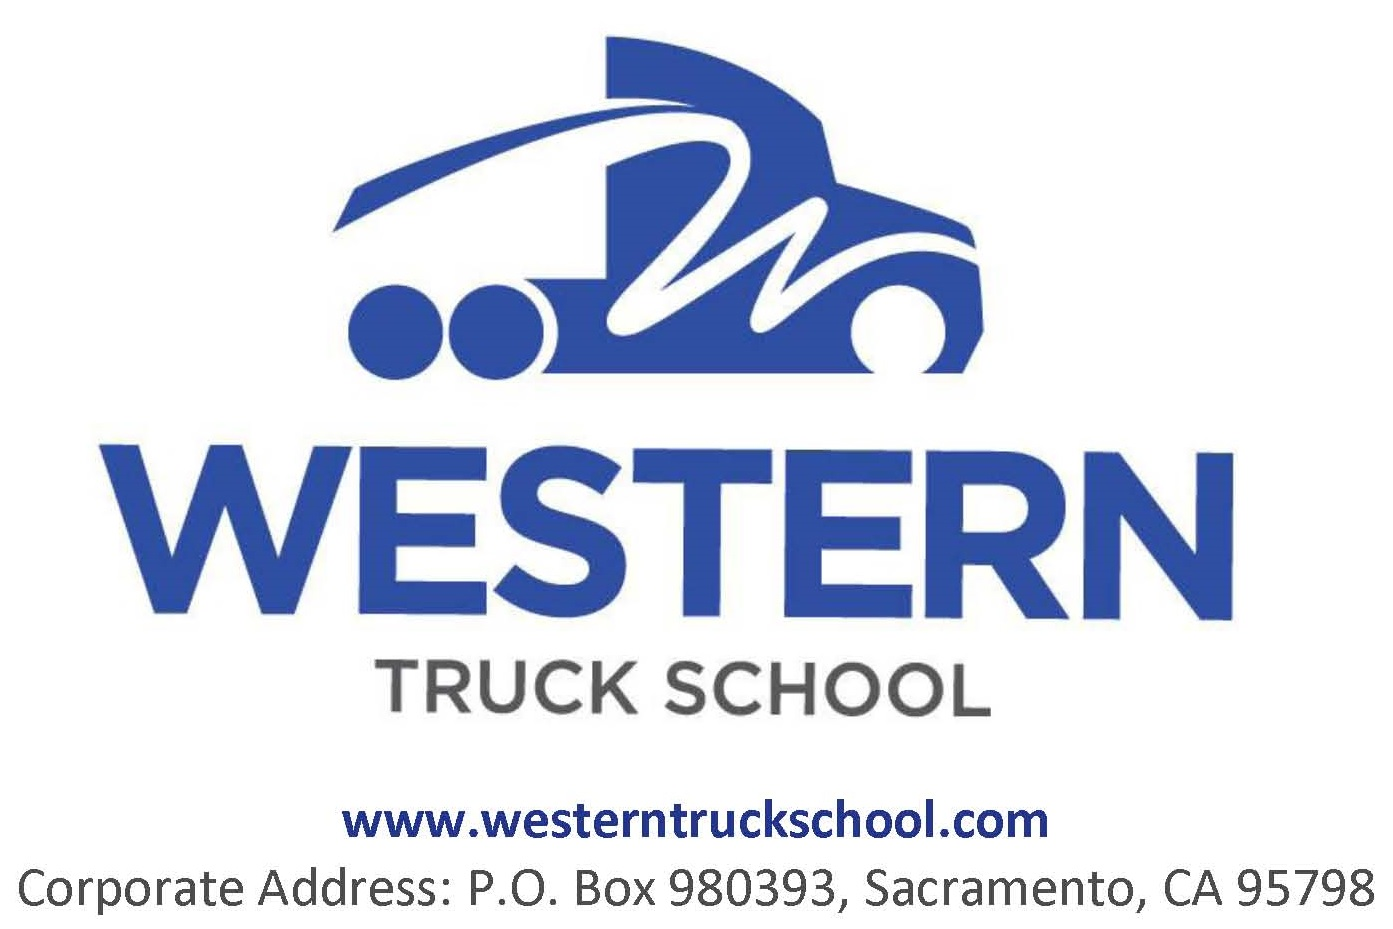 WESTERN
TRUCK SCHOOL
www.westerntruckschool.com
Corporate Address: P.O. Box 980393, Sacramento, CA 95798